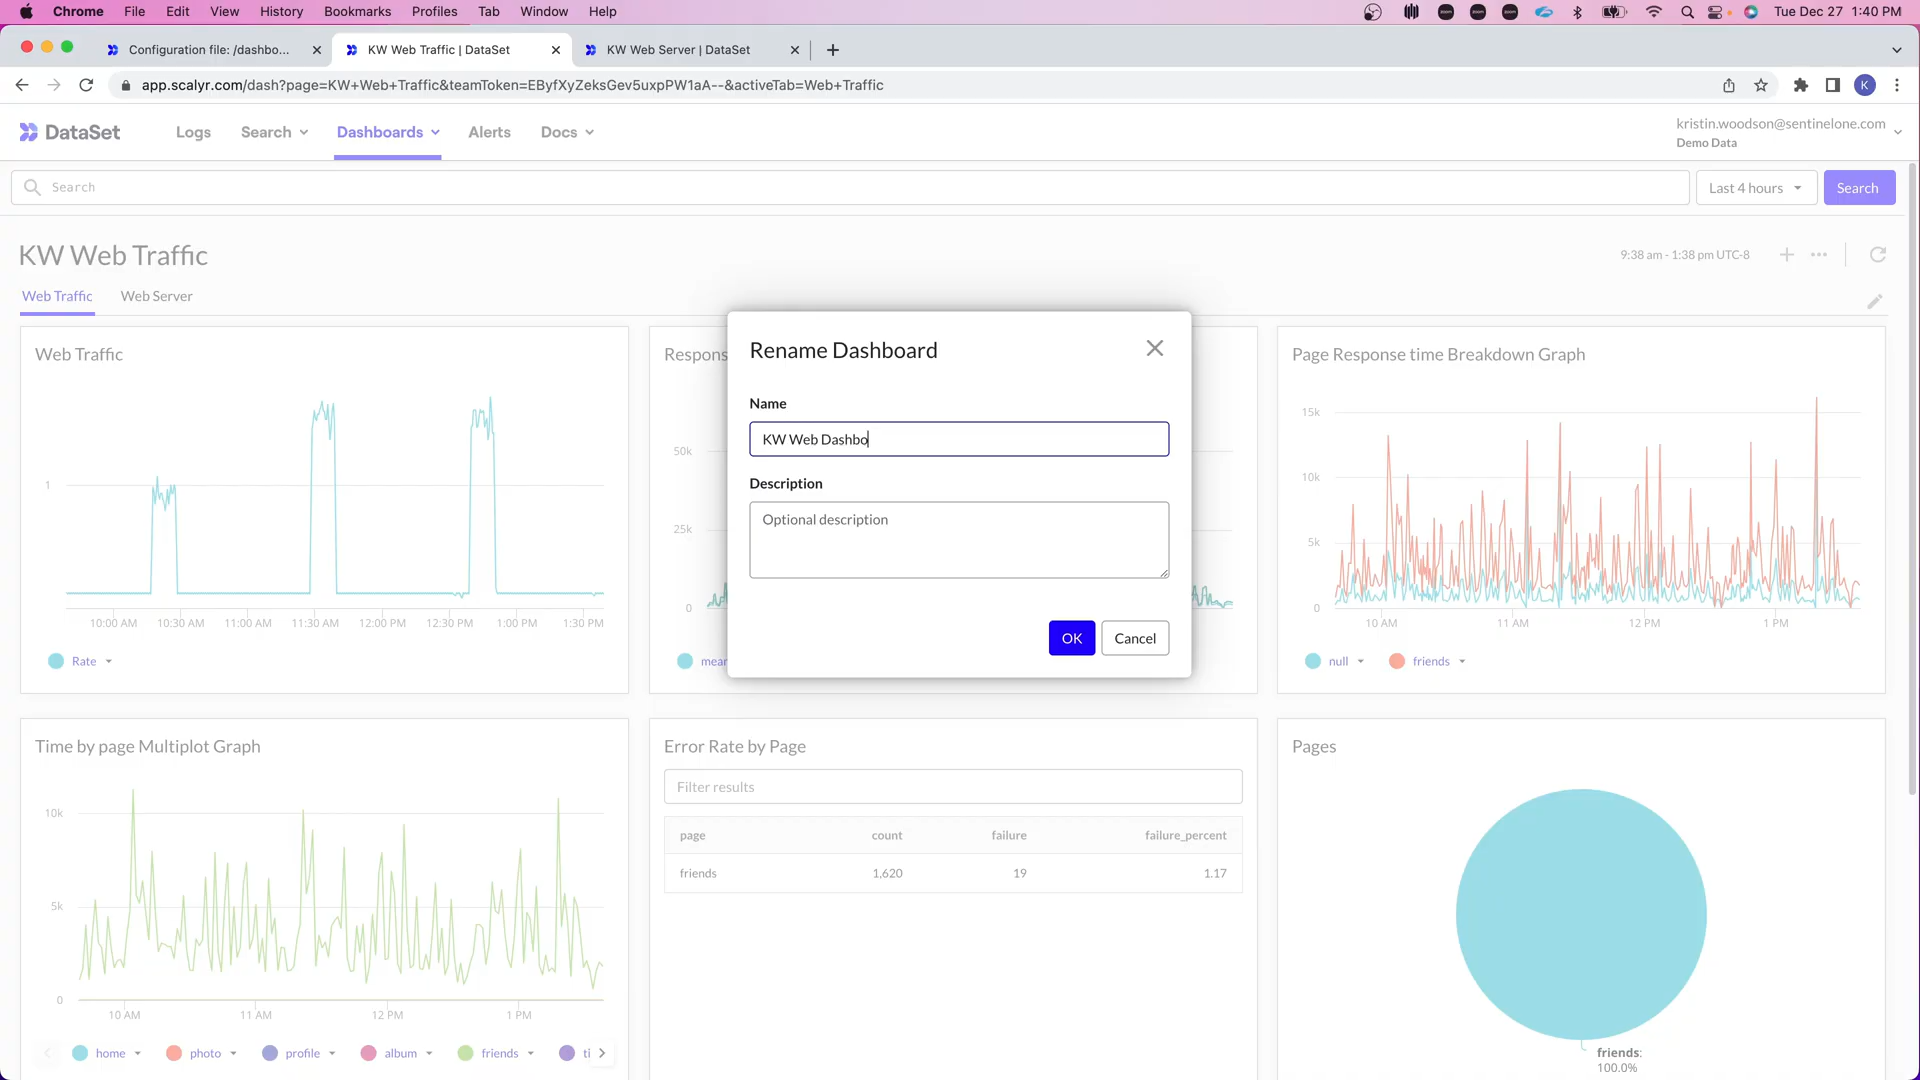 Chrome File Edit View History Bookmarks Profiles Tab Window Help
Tue Dec 27 1:40 PM
Configuration file: /dashbo...
KW Web Traffic | DataSet
KW Web Server | DataSet
app.scalyr.com/dash?page=KW+Web+Traffic&teamToken=EByfXyZeksGev5uxpPW1aA--&activeTab=Web+Traffic
K
DataSet
Logs Search Dashboards Alerts Docs
kristin.woodson@sentinelone.com
Demo Data
Search
Last 4 hours
Search
KW Web Traffic
9:38 am - 1:38 pm UTC-8
Web Traffic Web Server
Rename Dashboard
Name
KW Web Dashbo
Description
Optional description
OK Cancel
Web Traffic
1
10:00 AM 10:30 AM 11:00 AM 11:30 AM 12:00 PM 12:30 PM 1:00 PM 1:30 PM
Rate
Respons
50k
25k
0
mear
Page Response time Breakdown Graph
15k
10k
5k
0
10 AM 11 AM 12 PM 1 PM
null friends
Time by page Multiplot Graph
10k
5k
0
10 AM 11 AM 12 PM 1 PM
home photo profile album friends ti
Error Rate by Page
Filter results
page count failure failure_percent
friends 1,620 19 1.17
Pages
friends:
100.0%